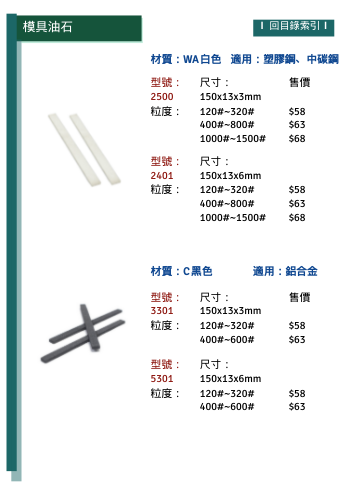 模具油石
回目錄索引
材質：WA白色 適用：塑膠鋼、中碳鋼
型號： 尺寸： 售價
2500 150x13x3mm
粒度： 120#~320# $58
400#~800# $63
1000#~1500# $68
型號： 尺寸：
2401 150x13x6mm
粒度： 120#~320# $58
400#~800# $63
1000#~1500# $68
材質：C黑色 適用：鋁合金
型號： 尺寸： 售價
3301 150x13x3mm
粒度： 120#~320# $58
400#~600# $63
型號： 尺寸：
5301 150x13x6mm
粒度： 120#~320# $58
400#~600# $63